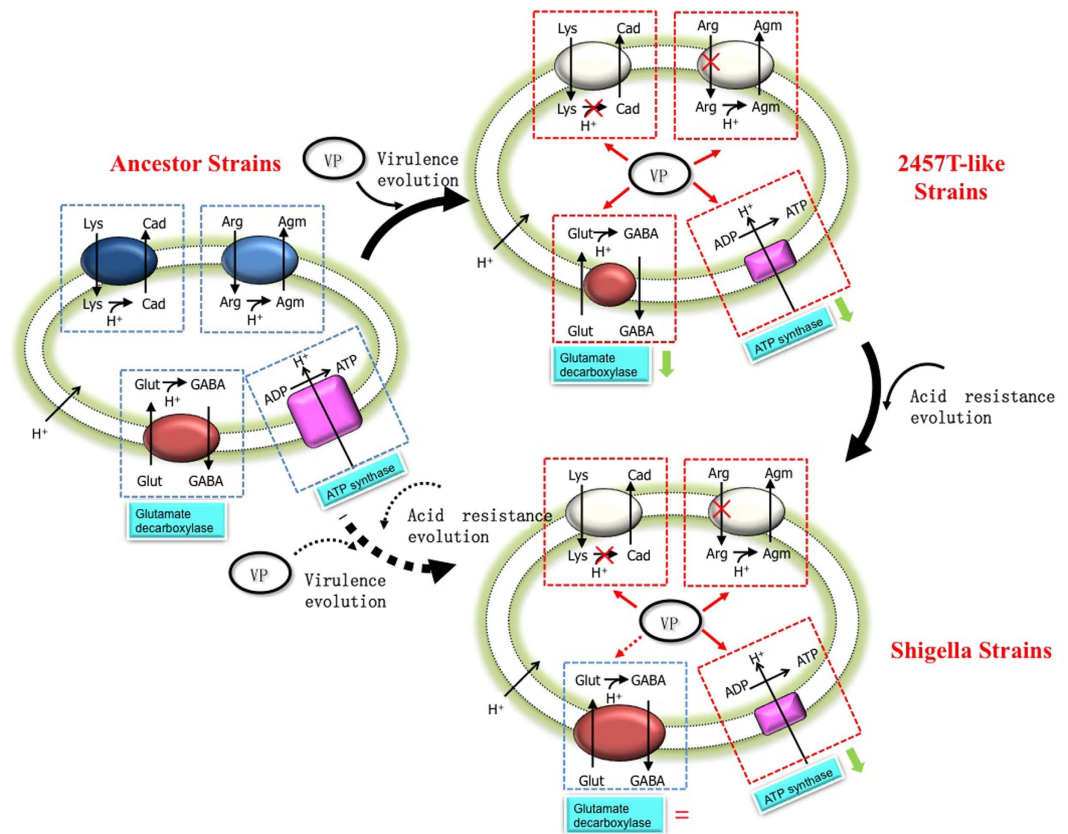 Ancestor Strains
VP
Virulence
evolution
Lys
Cad
Lys
H⁺
Cad
Arg
Agm
Arg
H⁺
Agm
H⁺
Glut
GABA
H⁺
Glut
GABA
Glutamate
decarboxylase
H⁺
ADP
ATP
ATP synthase
2457T-like
Strains
Lys
Cad
Lys
H⁺
Cad
Arg
Agm
Arg
H⁺
Agm
VP
H⁺
Glut
GABA
H⁺
Glut
GABA
Glutamate
decarboxylase
H⁺
ADP
ATP
ATP synthase
Acid resistance
evolution
Acid resistance
evolution
VP
Virulence
evolution
Shigella Strains
Lys
Cad
Lys
H⁺
Cad
Arg
Agm
Arg
H⁺
Agm
VP
H⁺
Glut
GABA
H⁺
Glut
GABA
Glutamate
decarboxylase
=
H⁺
ADP
ATP
ATP synthase